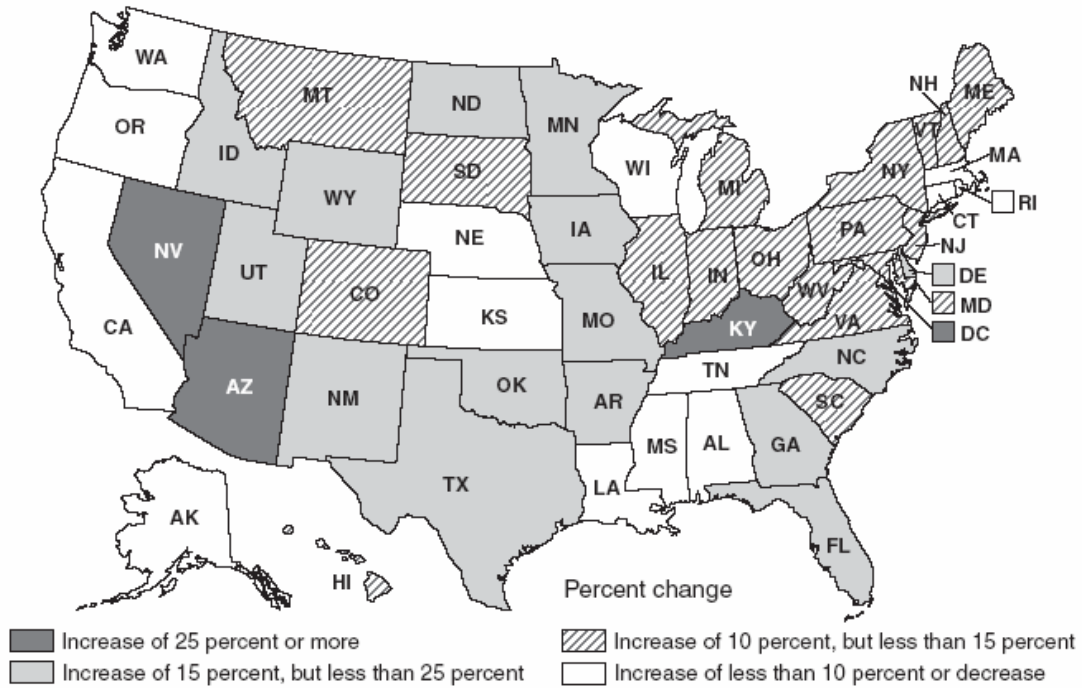 WA
MT
ND
MN
NH
ME
VT
OR
ID
SD
WI
MI
NY
MA
RI
WY
CT
NV
NE
IA
PA
NJ
UT
CO
IL
IN
OH
DE
WV
MD
CA
KS
MO
KY
VA
DC
AZ
NM
OK
AR
TN
NC
SC
MS
AL
GA
TX
LA
AK
FL
HI
Percent change
Increase of 25 percent or more
Increase of 10 percent, but less than 15 percent
Increase of 15 percent, but less than 25 percent
Increase of less than 10 percent or decrease